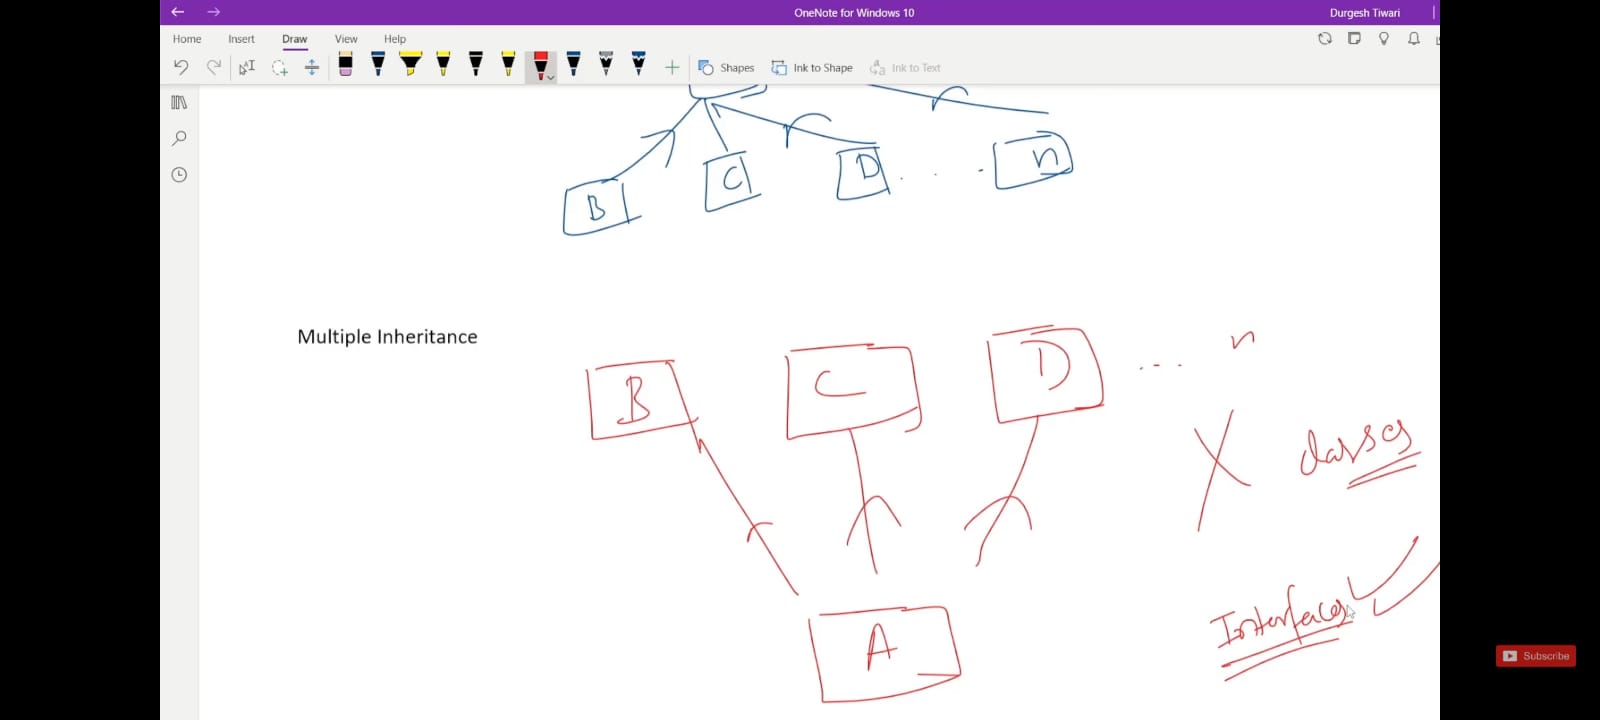 OneNote for Windows 10
Durgesh Tiwari
Home Insert Draw View Help
Shapes Ink to Shape Ink to Text
B C D . . . n
Multiple Inheritance
B C D ... n
X classes
Interfaces
A
Subscribe